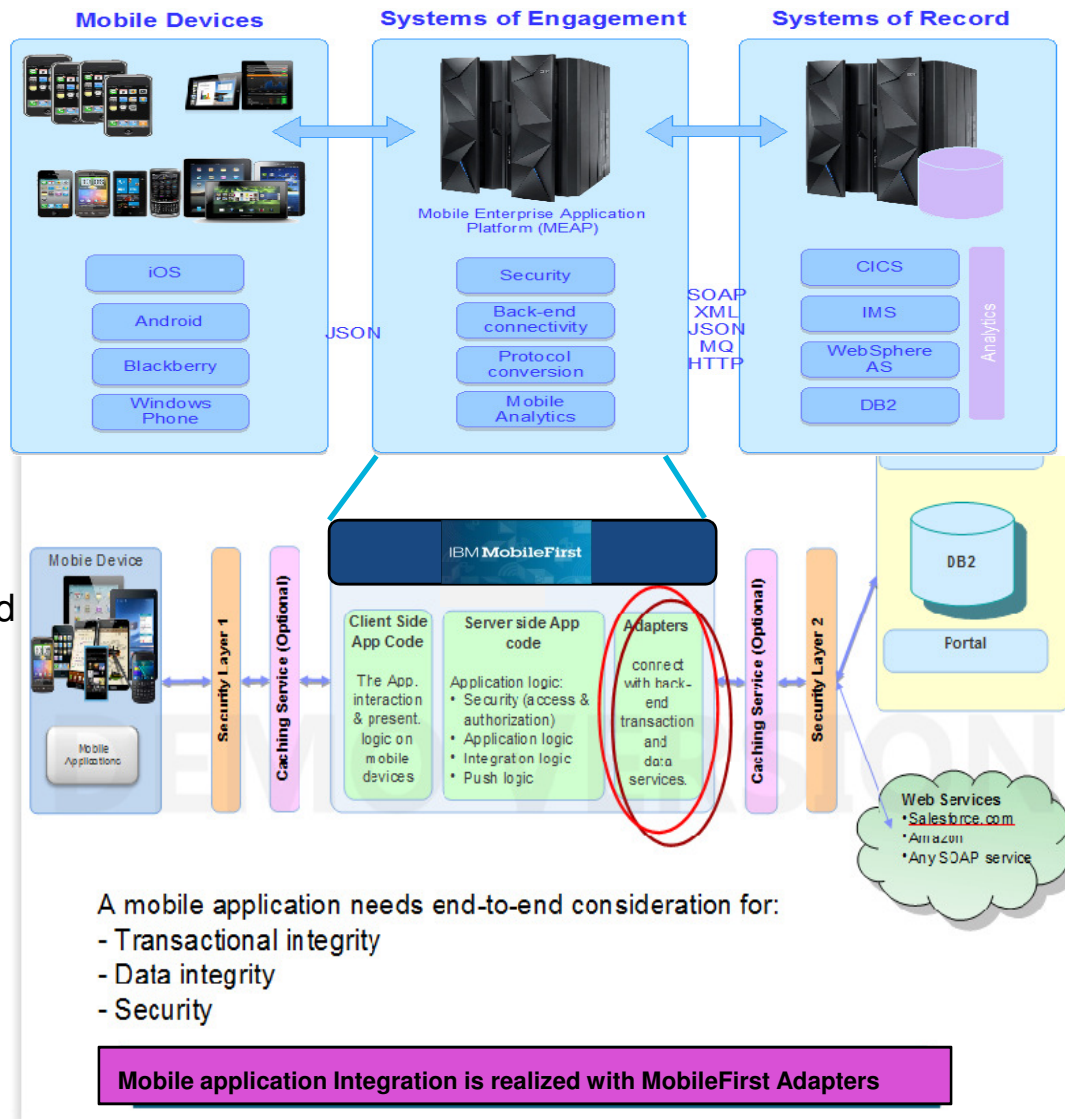 Mobile Devices
Systems of Engagement
Systems of Record
Mobile Enterprise Application
Platform (MEAP)
iOS
Android
Blackberry
Windows
Phone
JSON
Security
Back-end
connectivity
Protocol
conversion
Mobile
Analytics
SOAP
XML
JSON
MQ
HTTP
CICS
IMS
WebSphere
AS
DB2
Analytics
d
Mobie Device
Mobile
Applications
Security Layer 1
Caching Service (Optional)
IBM MobileFirst
Client Side
App Code
The App.
interaction
& present.
logic on
mobile
devices
Server side App
code
Application logic:
• Security (access &
authorization)
• Application logic
• Integration logic
• Push logic
Adapters
connect
with back-
end
transaction
and
data
services.
Caching Service (Optional)
Security Layer 2
DB2
Portal
Web Services
•Salesforce.com
•Amazon
•Any SOAP service
DEMO VERSION
A mobile application needs end-to-end consideration for:
- Transactional integrity
- Data integrity
- Security
Mobile application Integration is realized with MobileFirst Adapters